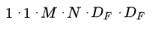 1 · 1 · M · N · D_F · D_F